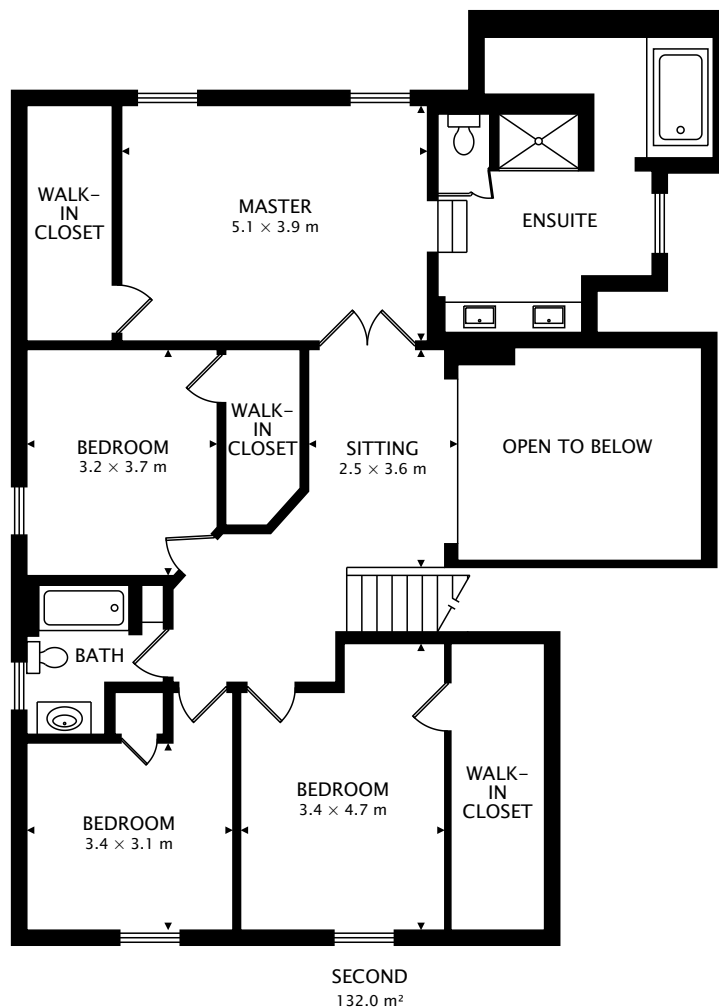 WALK-
IN
CLOSET
MASTER
5.1 × 3.9 m
ENSUITE
BEDROOM
3.2 × 3.7 m
WALK-
IN
CLOSET
SITTING
2.5 × 3.6 m
OPEN TO BELOW
BATH
BEDROOM
3.4 × 3.1 m
BEDROOM
3.4 × 4.7 m
WALK-
IN
CLOSET
SECOND
132.0 m²